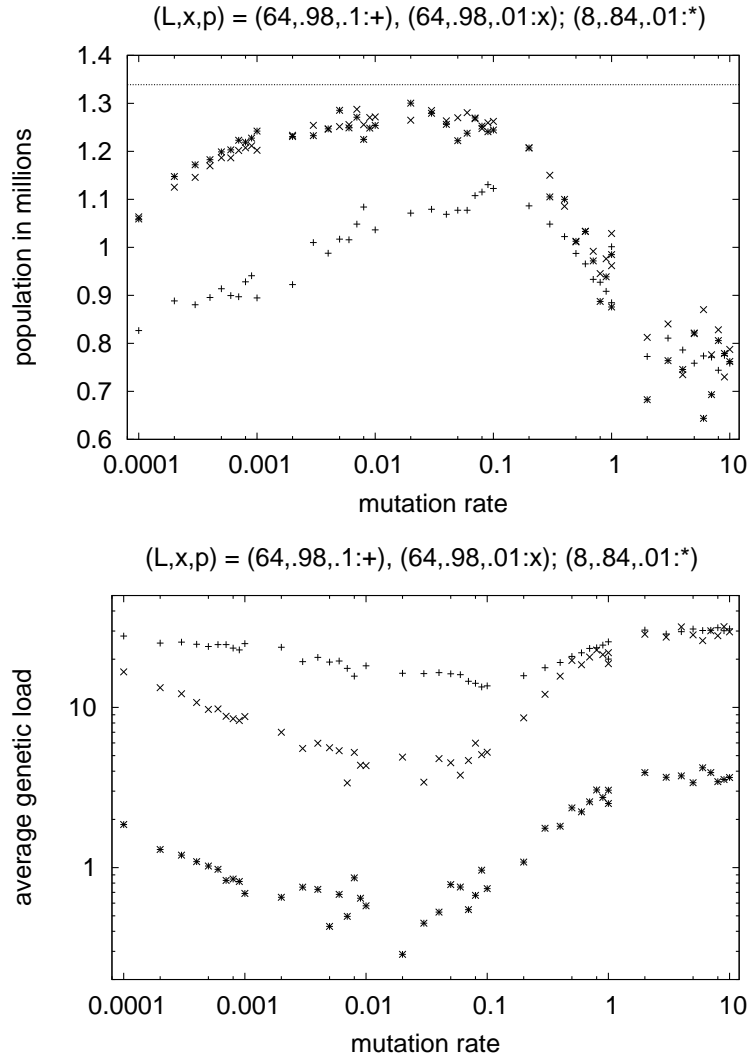 (L,x,p) = (64,.98,.1:+), (64,.98,.01:x); (8,.84,.01:*)
1.4
1.3
1.2
1.1
1
0.9
0.8
0.7
0.6
population in millions
0.0001 0.001 0.01 0.1 1 10
mutation rate
(L,x,p) = (64,.98,.1:+), (64,.98,.01:x); (8,.84,.01:*)
10
1
average genetic load
0.0001 0.001 0.01 0.1 1 10
mutation rate